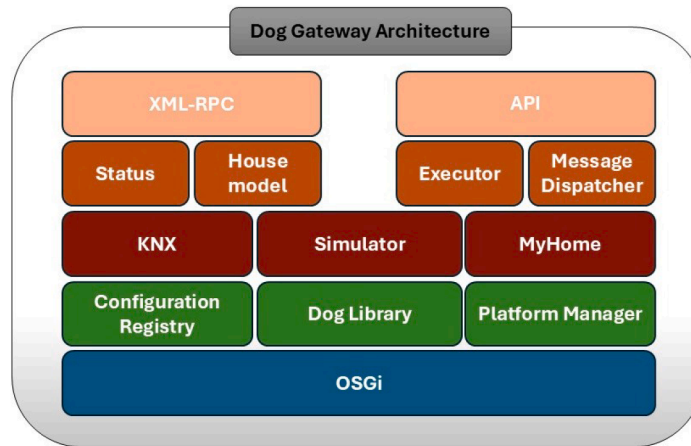 Dog Gateway Architecture
XML-RPC
API
Status
House
model
Executor
Message
Dispatcher
KNX
Simulator
MyHome
Configuration
Registry
Dog Library
Platform Manager
OSGi